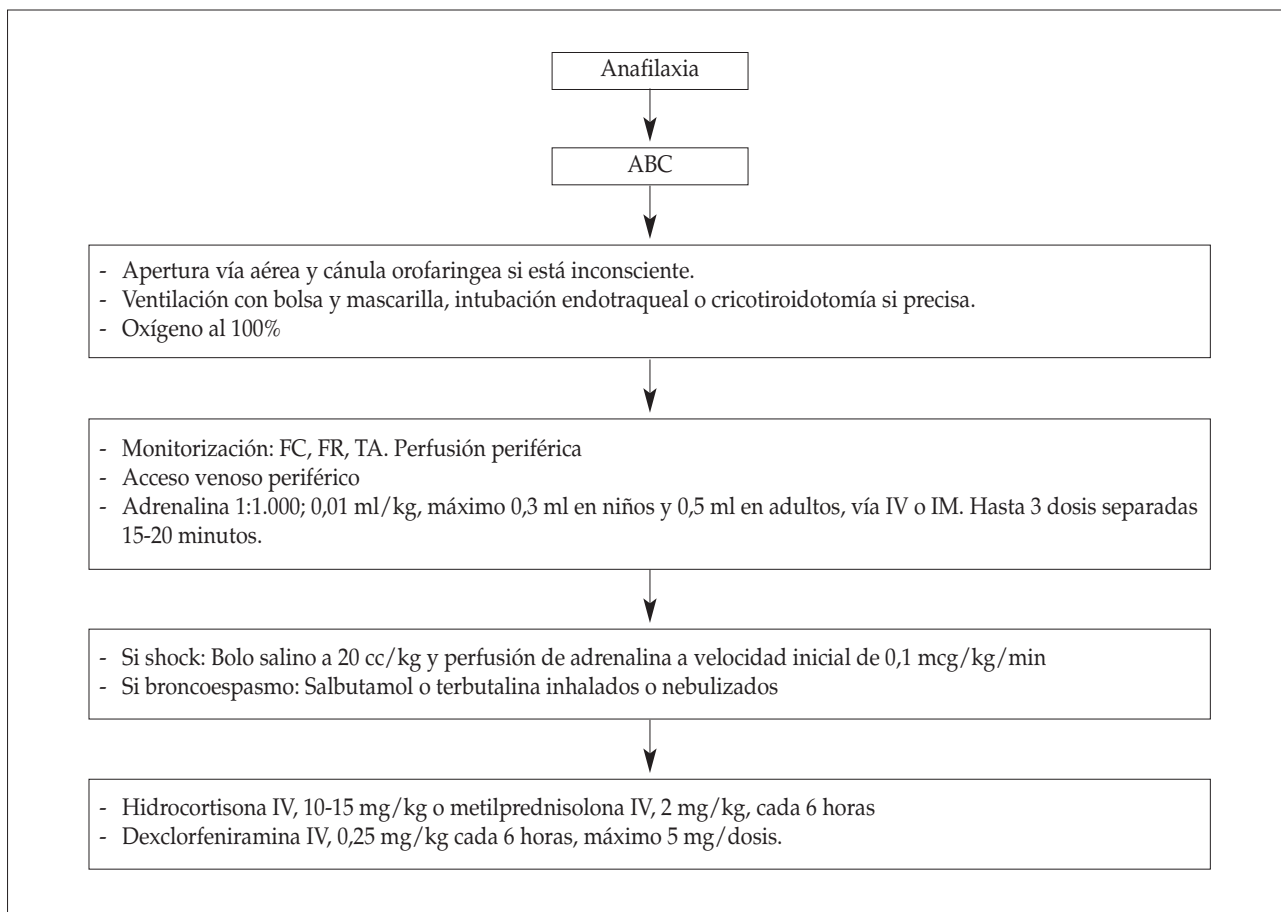 Anafilaxia
ABC
- Apertura vía aérea y cánula orofaringea si está inconsciente.
- Ventilación con bolsa y mascarilla, intubación endotraqueal o cricotiroidotomía si precisa.
- Oxígeno al 100%
- Monitorización: FC, FR, TA. Perfusión periférica
- Acceso venoso periférico
- Adrenalina 1:1.000; 0,01 ml/kg, máximo 0,3 ml en niños y 0,5 ml en adultos, vía IV o IM. Hasta 3 dosis separadas
15-20 minutos.
- Si shock: Bolo salino a 20 cc/kg y perfusión de adrenalina a velocidad inicial de 0,1 mcg/kg/min
- Si broncoespasmo: Salbutamol o terbutalina inhalados o nebulizados
- Hidrocortisona IV, 10-15 mg/kg o metilprednisolona IV, 2 mg/kg, cada 6 horas
- Dexclorfeniramina IV, 0,25 mg/kg cada 6 horas, máximo 5 mg/dosis.